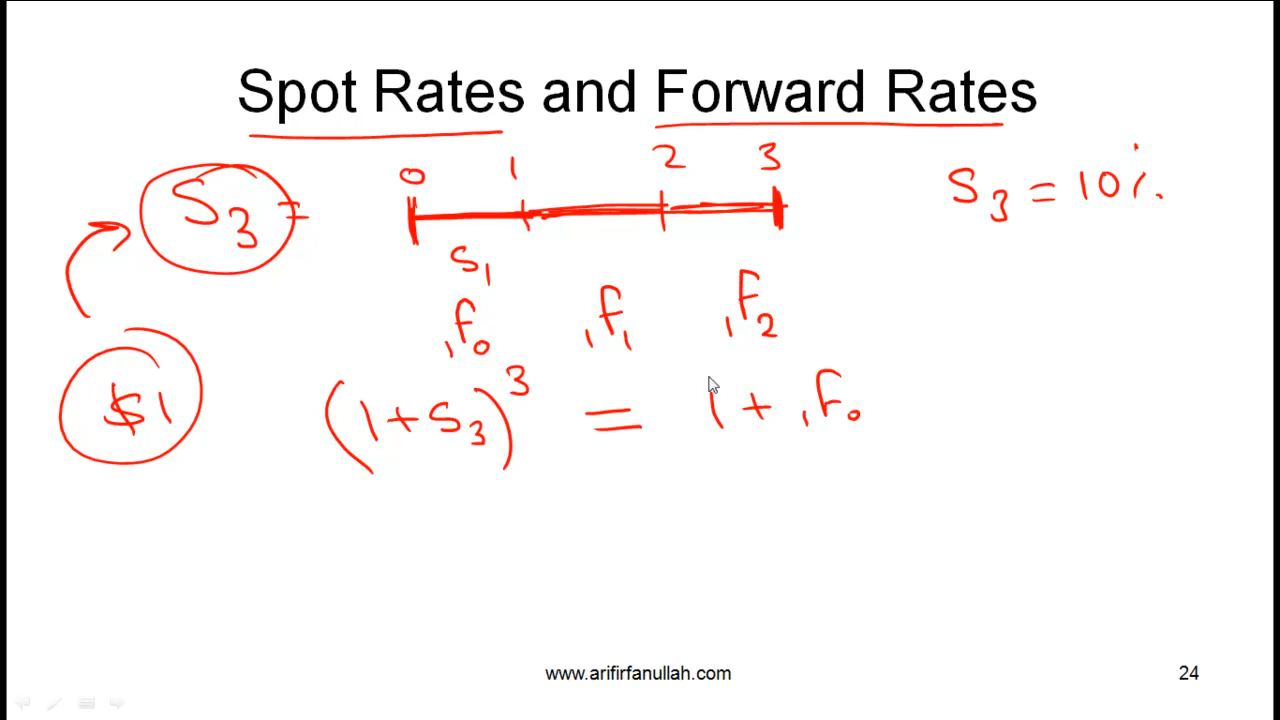 Spot Rates and Forward Rates
0 1 2 3
S₃ =
S₃ = 10%.
S₁
₁F₀ ₁F₁ ₁F₂
$1
(1+S₃)³ = 1 + ₁F₀
www.arifirfanullah.com
24